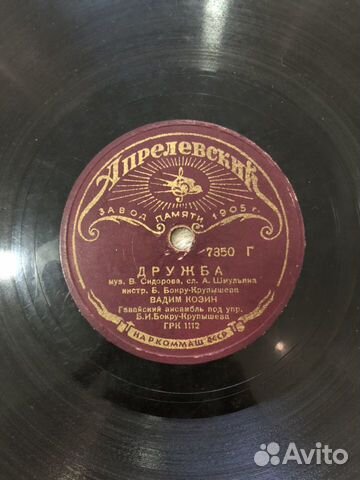 Апрелевский
ЗАВОД ПАМЯТИ 1905 г.
7350 Г
ДРУЖБА
муз. В. Сидорова, сл. А. Шмульяна
инстр. Б. Бокру-Крупышева
ВАДИМ КОЗИН
Гавайский ансамбль под упр.
Б.И.Бокру-Крупышева
ГРК 1112
НАРКОММАШ СССР
Avito